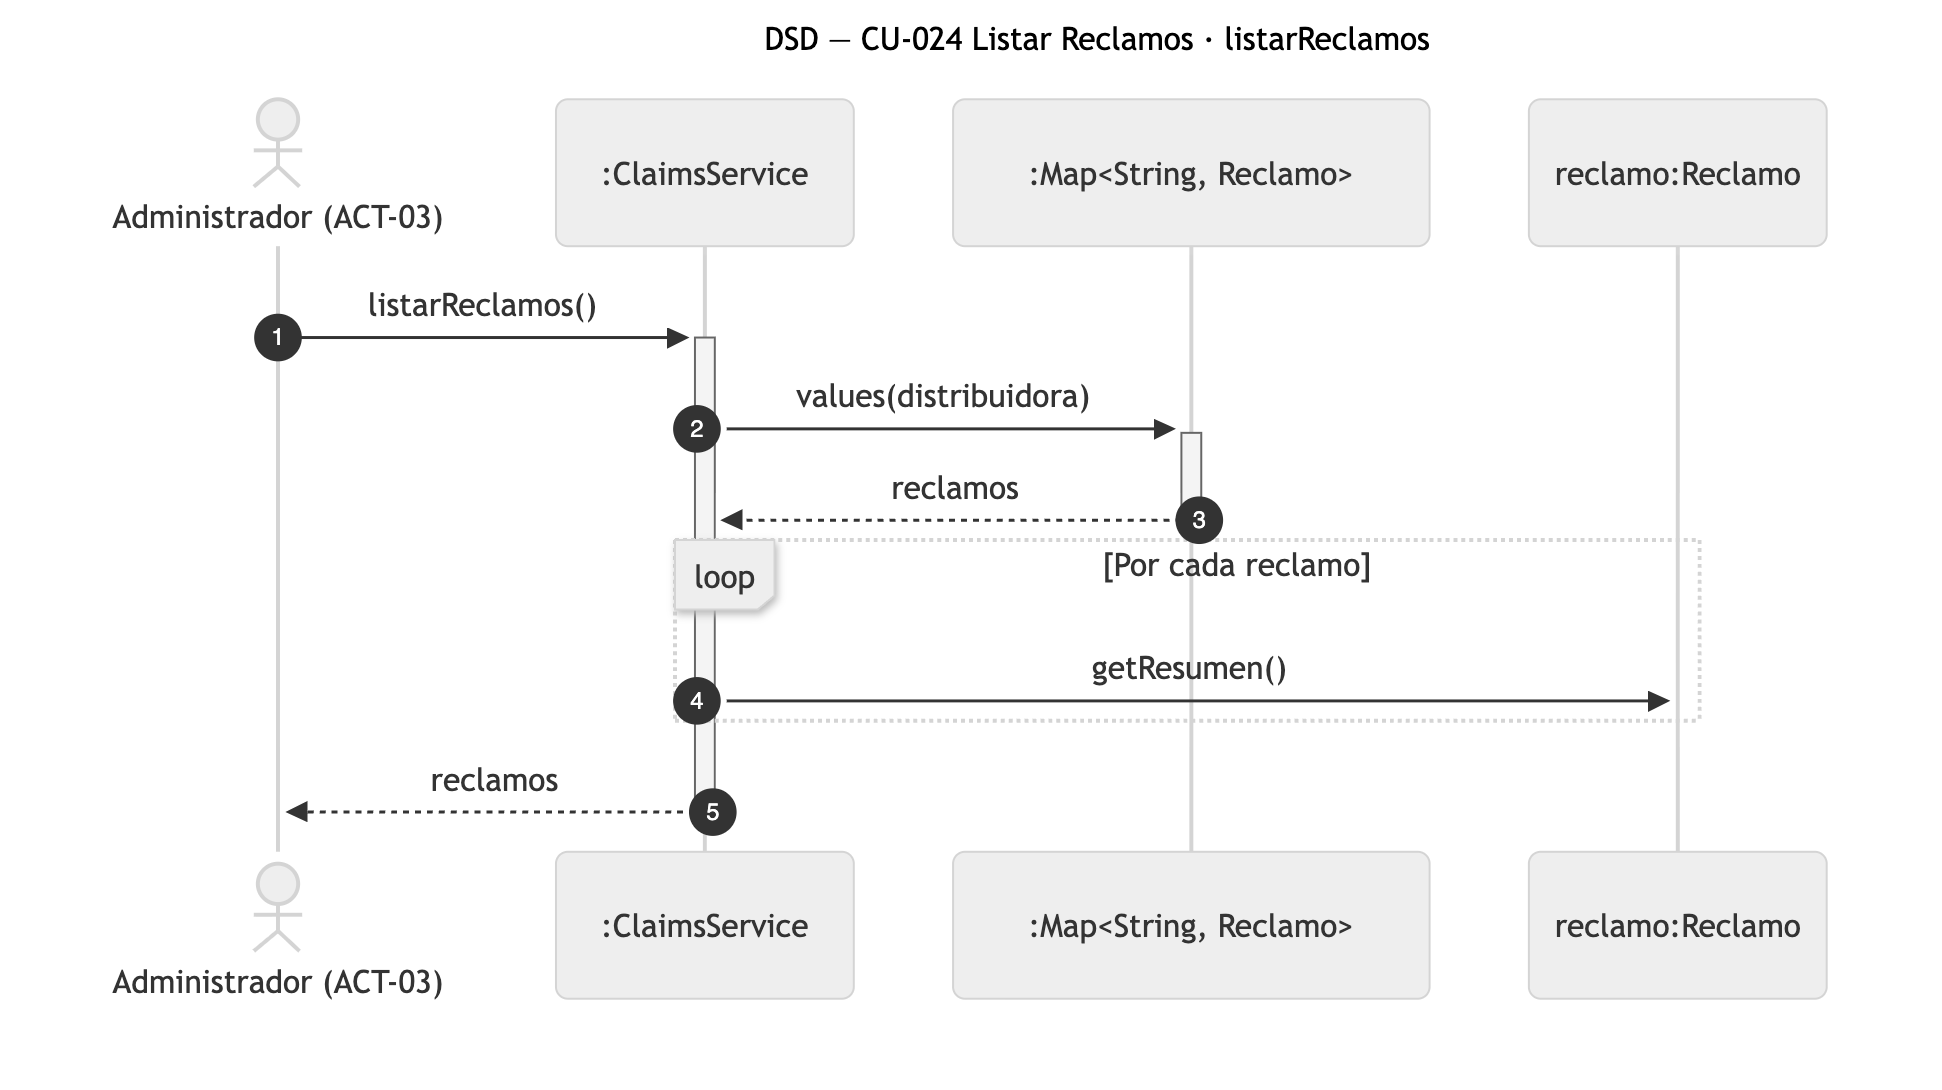 DSD — CU-024 Listar Reclamos · listarReclamos
Administrador (ACT-03)
:ClaimsService
:Map<String, Reclamo>
reclamo:Reclamo
listarReclamos()
1
values(distribuidora)
2
reclamos
3
loop
[Por cada reclamo]
getResumen()
4
reclamos
5
Administrador (ACT-03)
:ClaimsService
:Map<String, Reclamo>
reclamo:Reclamo